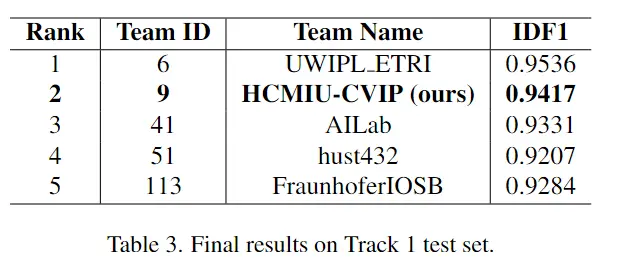 Rank Team ID Team Name IDF1
1 6 UWIPL_ETRI 0.9536
2 9 HCMIU-CVIP (ours) 0.9417
3 41 AILab 0.9331
4 51 hust432 0.9207
5 113 FraunhoferIOSB 0.9284
Table 3. Final results on Track 1 test set.